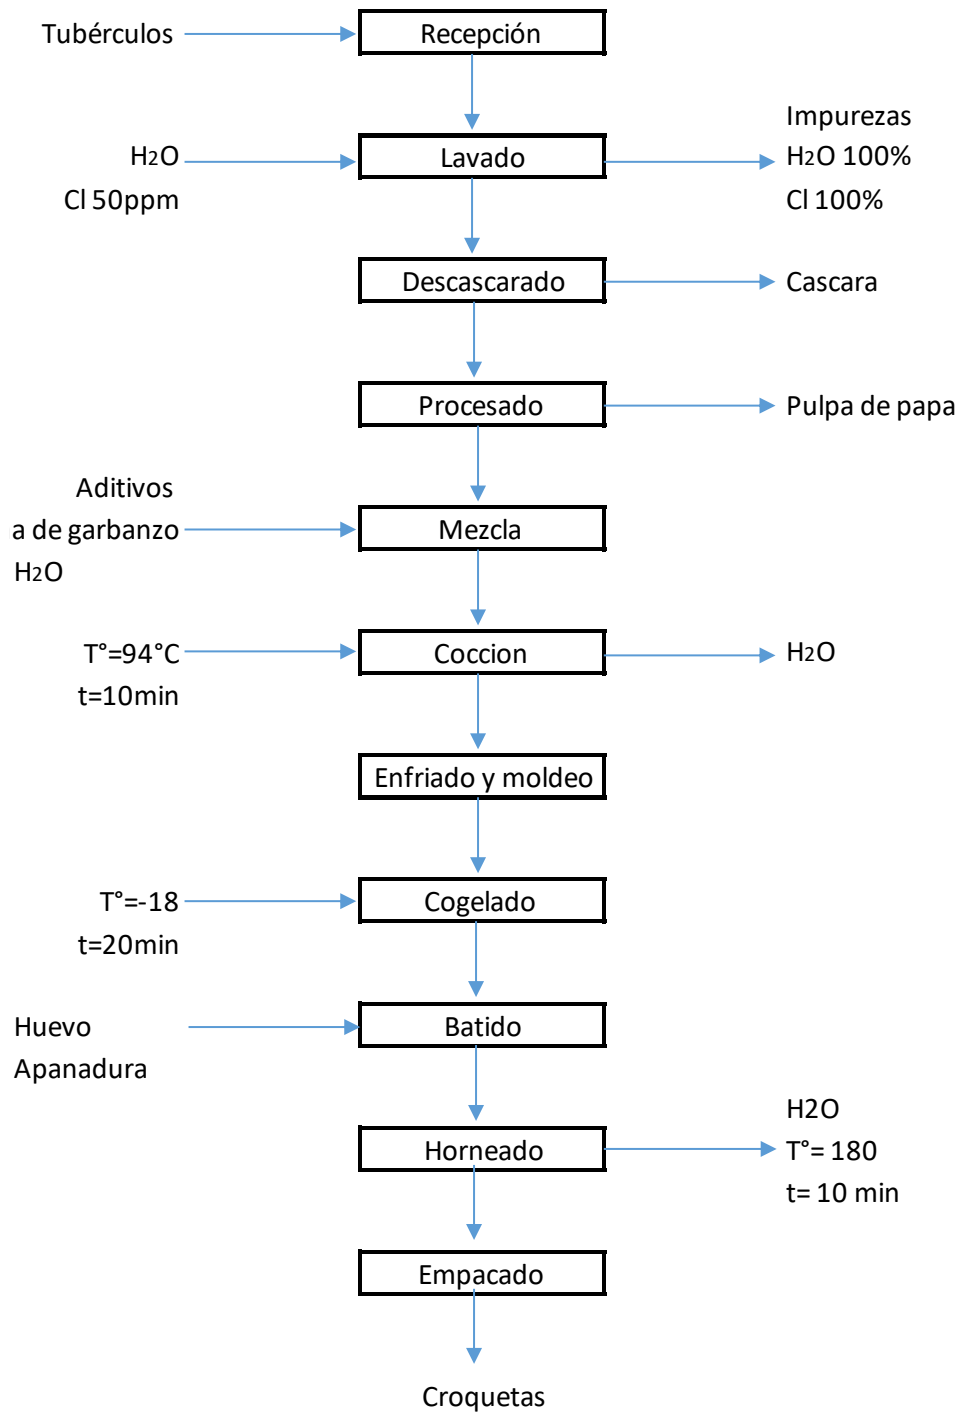 Tubérculos
Recepción
Impurezas
H2O
Lavado
H2O 100%
Cl 50ppm
Cl 100%
Descascarado
Cascara
Procesado
Pulpa de papa
Aditivos
a de garbanzo
Mezcla
H2O
T°=94°C
Coccion
H2O
t=10min
Enfriado y moldeo
T°=-18
Cogelado
t=20min
Huevo
Batido
Apanadura
H2O
Horneado
T°= 180
t= 10 min
Empacado
Croquetas